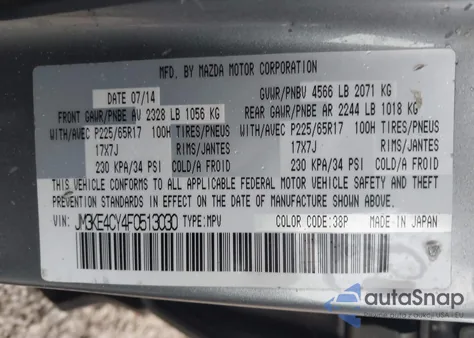 MFD. BY MAZDA MOTOR CORPORATION
DATE 07/14 GVWR/PNBV 4566 LB 2071 KG
FRONT GAWR/PNBE AV 2328 LB 1056 KG REAR GAWR/PNBE AR 2244 LB 1018 KG
WITH/AVEC P225/65R17 100H TIRES/PNEUS WITH/AVEC P225/65R17 100H TIRES/PNEUS
17X7J RIMS/JANTES 17X7J RIMS/JANTES
230 KPA/34 PSI COLD/A FROID 230 KPA/34 PSI COLD/A FROID
THIS VEHICLE CONFORMS TO ALL APPLICABLE FEDERAL MOTOR VEHICLE SAFETY AND THEFT
PREVENTION STANDARDS IN EFFECT ON THE DATE OF MANUFACTURE SHOWN ABOVE.
VIN: JM3KE4CY4F0513030 TYPE:MPV COLOR CODE:38P MADE IN JAPAN
autoSnap